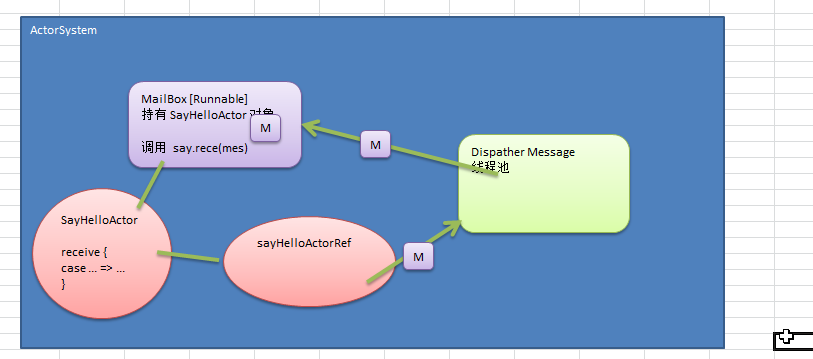 ActorSystem
MailBox [Runnable]
持有 SayHelloActor 对象
M
调用 say.rece(mes)
M
Dispather Message
线程池
SayHelloActor
receive {
case ... => ...
}
sayHelloActorRef
M